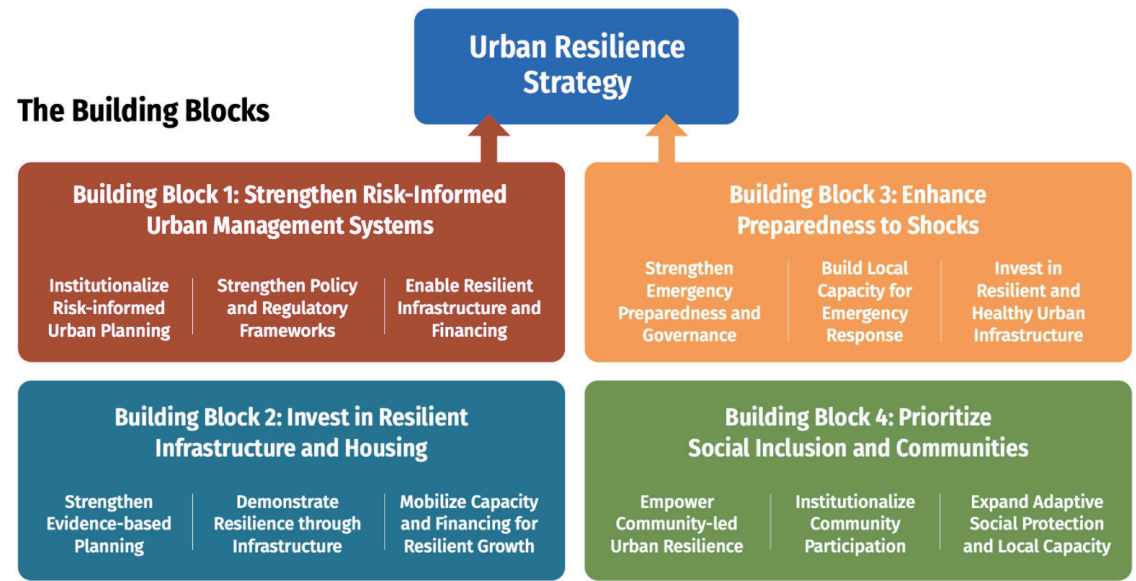 Urban Resilience
Strategy
The Building Blocks
Building Block 1: Strengthen Risk-Informed
Urban Management Systems
Institutionalize
Risk-informed
Urban Planning
Strengthen Policy
and Regulatory
Frameworks
Enable Resilient
Infrastructure and
Financing
Building Block 3: Enhance
Preparedness to Shocks
Strengthen
Emergency
Preparedness and
Governance
Build Local
Capacity for
Emergency
Response
Invest in
Resilient and
Healthy Urban
Infrastructure
Building Block 2: Invest in Resilient
Infrastructure and Housing
Strengthen
Evidence-based
Planning
Demonstrate
Resilience through
Infrastructure
Mobilize Capacity
and Financing for
Resilient Growth
Building Block 4: Prioritize
Social Inclusion and Communities
Empower
Community-led
Urban Resilience
Institutionalize
Community
Participation
Expand Adaptive
Social Protection
and Local Capacity